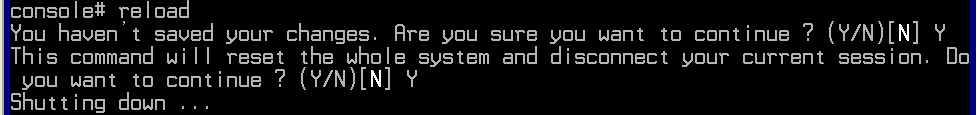 console# reload
You haven't saved your changes. Are you sure you want to continue ? (Y/N)[N] Y
This command will reset the whole system and disconnect your current session. Do
 you want to continue ? (Y/N)[N] Y
Shutting down ...